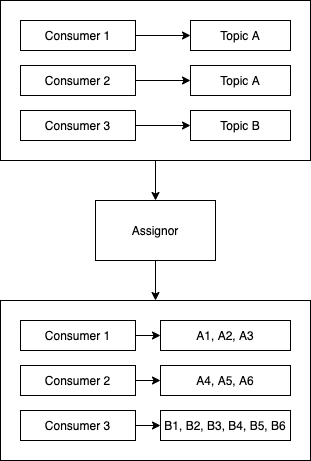 Consumer 1 Topic A
Consumer 2 Topic A
Consumer 3 Topic B
Assignor
Consumer 1 A1, A2, A3
Consumer 2 A4, A5, A6
Consumer 3 B1, B2, B3, B4, B5, B6